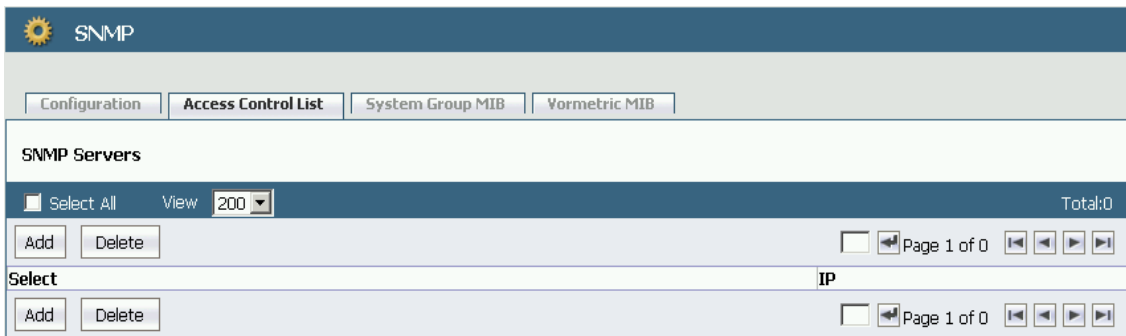 SNMP
Configuration Access Control List System Group MIB Vormetric MIB
SNMP Servers
Select All View 200 Total:0
Add Delete Page 1 of 0
Select IP
Add Delete Page 1 of 0